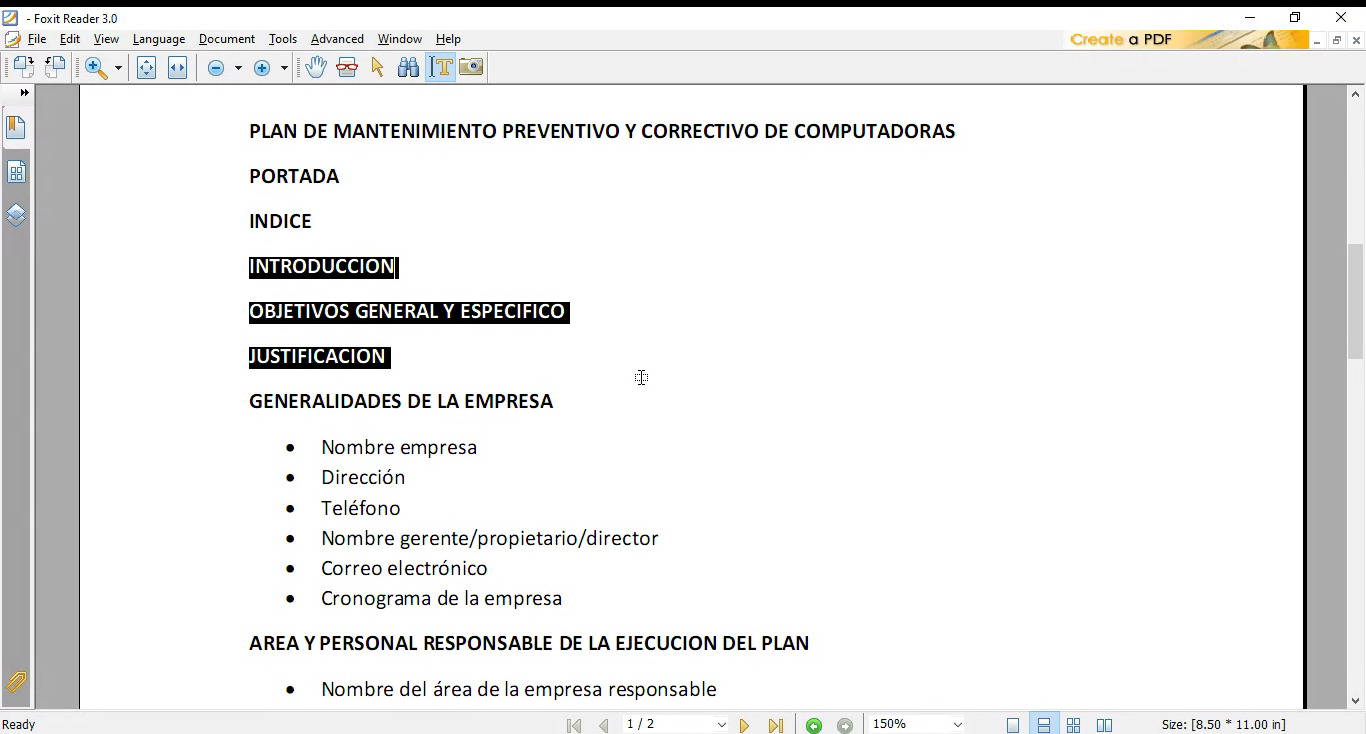 - Foxit Reader 3.0
File Edit View Language Document Tools Advanced Window Help
Create a PDF
PLAN DE MANTENIMIENTO PREVENTIVO Y CORRECTIVO DE COMPUTADORAS
PORTADA
INDICE
INTRODUCCION
OBJETIVOS GENERAL Y ESPECIFICO
JUSTIFICACION
GENERALIDADES DE LA EMPRESA
• Nombre empresa
• Dirección
• Teléfono
• Nombre gerente/propietario/director
• Correo electrónico
• Cronograma de la empresa
AREA Y PERSONAL RESPONSABLE DE LA EJECUCION DEL PLAN
• Nombre del área de la empresa responsable
Ready 1 / 2 150% Size: [8.50 * 11.00 in]